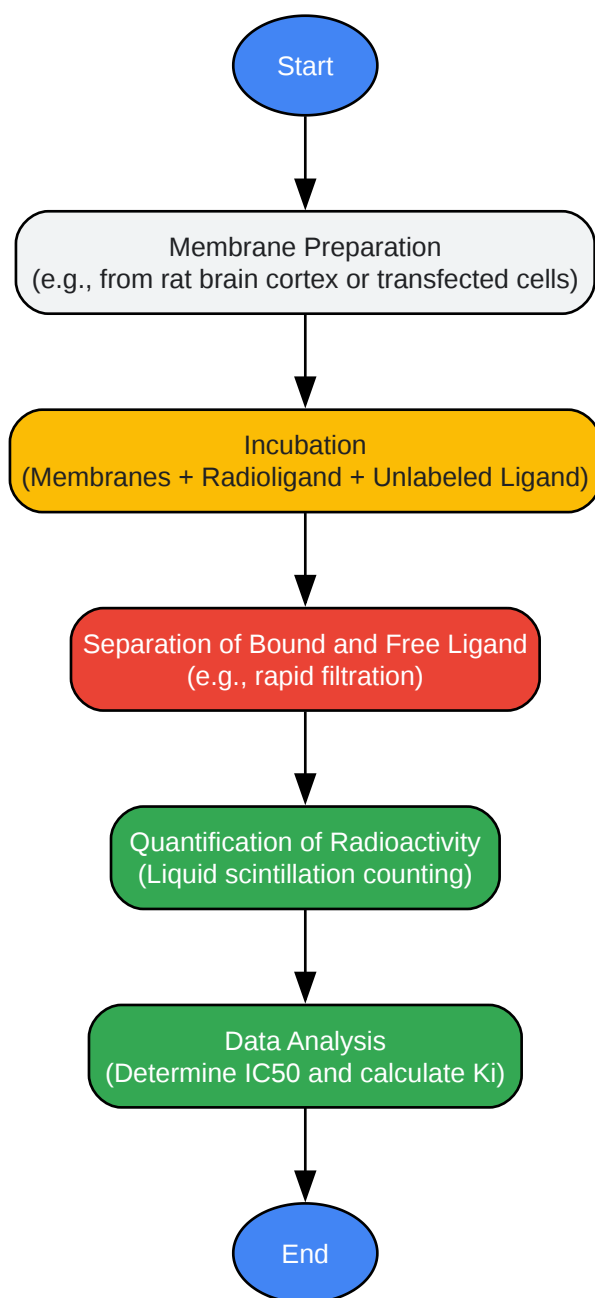 Start
Membrane Preparation
(e.g., from rat brain cortex or transfected cells)
Incubation
(Membranes + Radioligand + Unlabeled Ligand)
Separation of Bound and Free Ligand
(e.g., rapid filtration)
Quantification of Radioactivity
(Liquid scintillation counting)
Data Analysis
(Determine IC50 and calculate Ki)
End